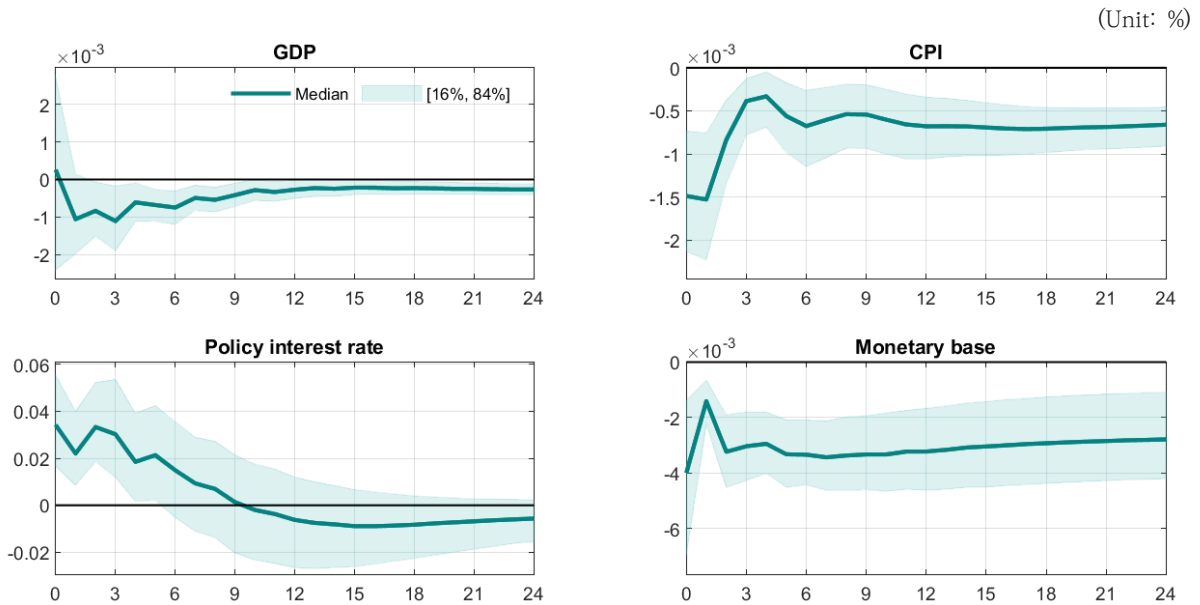 (Unit: %)
GDP
×10⁻³
Median
[16%, 84%]
2
1
0
-1
-2
0 3 6 9 12 15 18 21 24
CPI
×10⁻³
0
-0.5
-1
-1.5
-2
0 3 6 9 12 15 18 21 24
Policy interest rate
0.06
0.04
0.02
0
-0.02
0 3 6 9 12 15 18 21 24
Monetary base
×10⁻³
0
-2
-4
-6
0 3 6 9 12 15 18 21 24